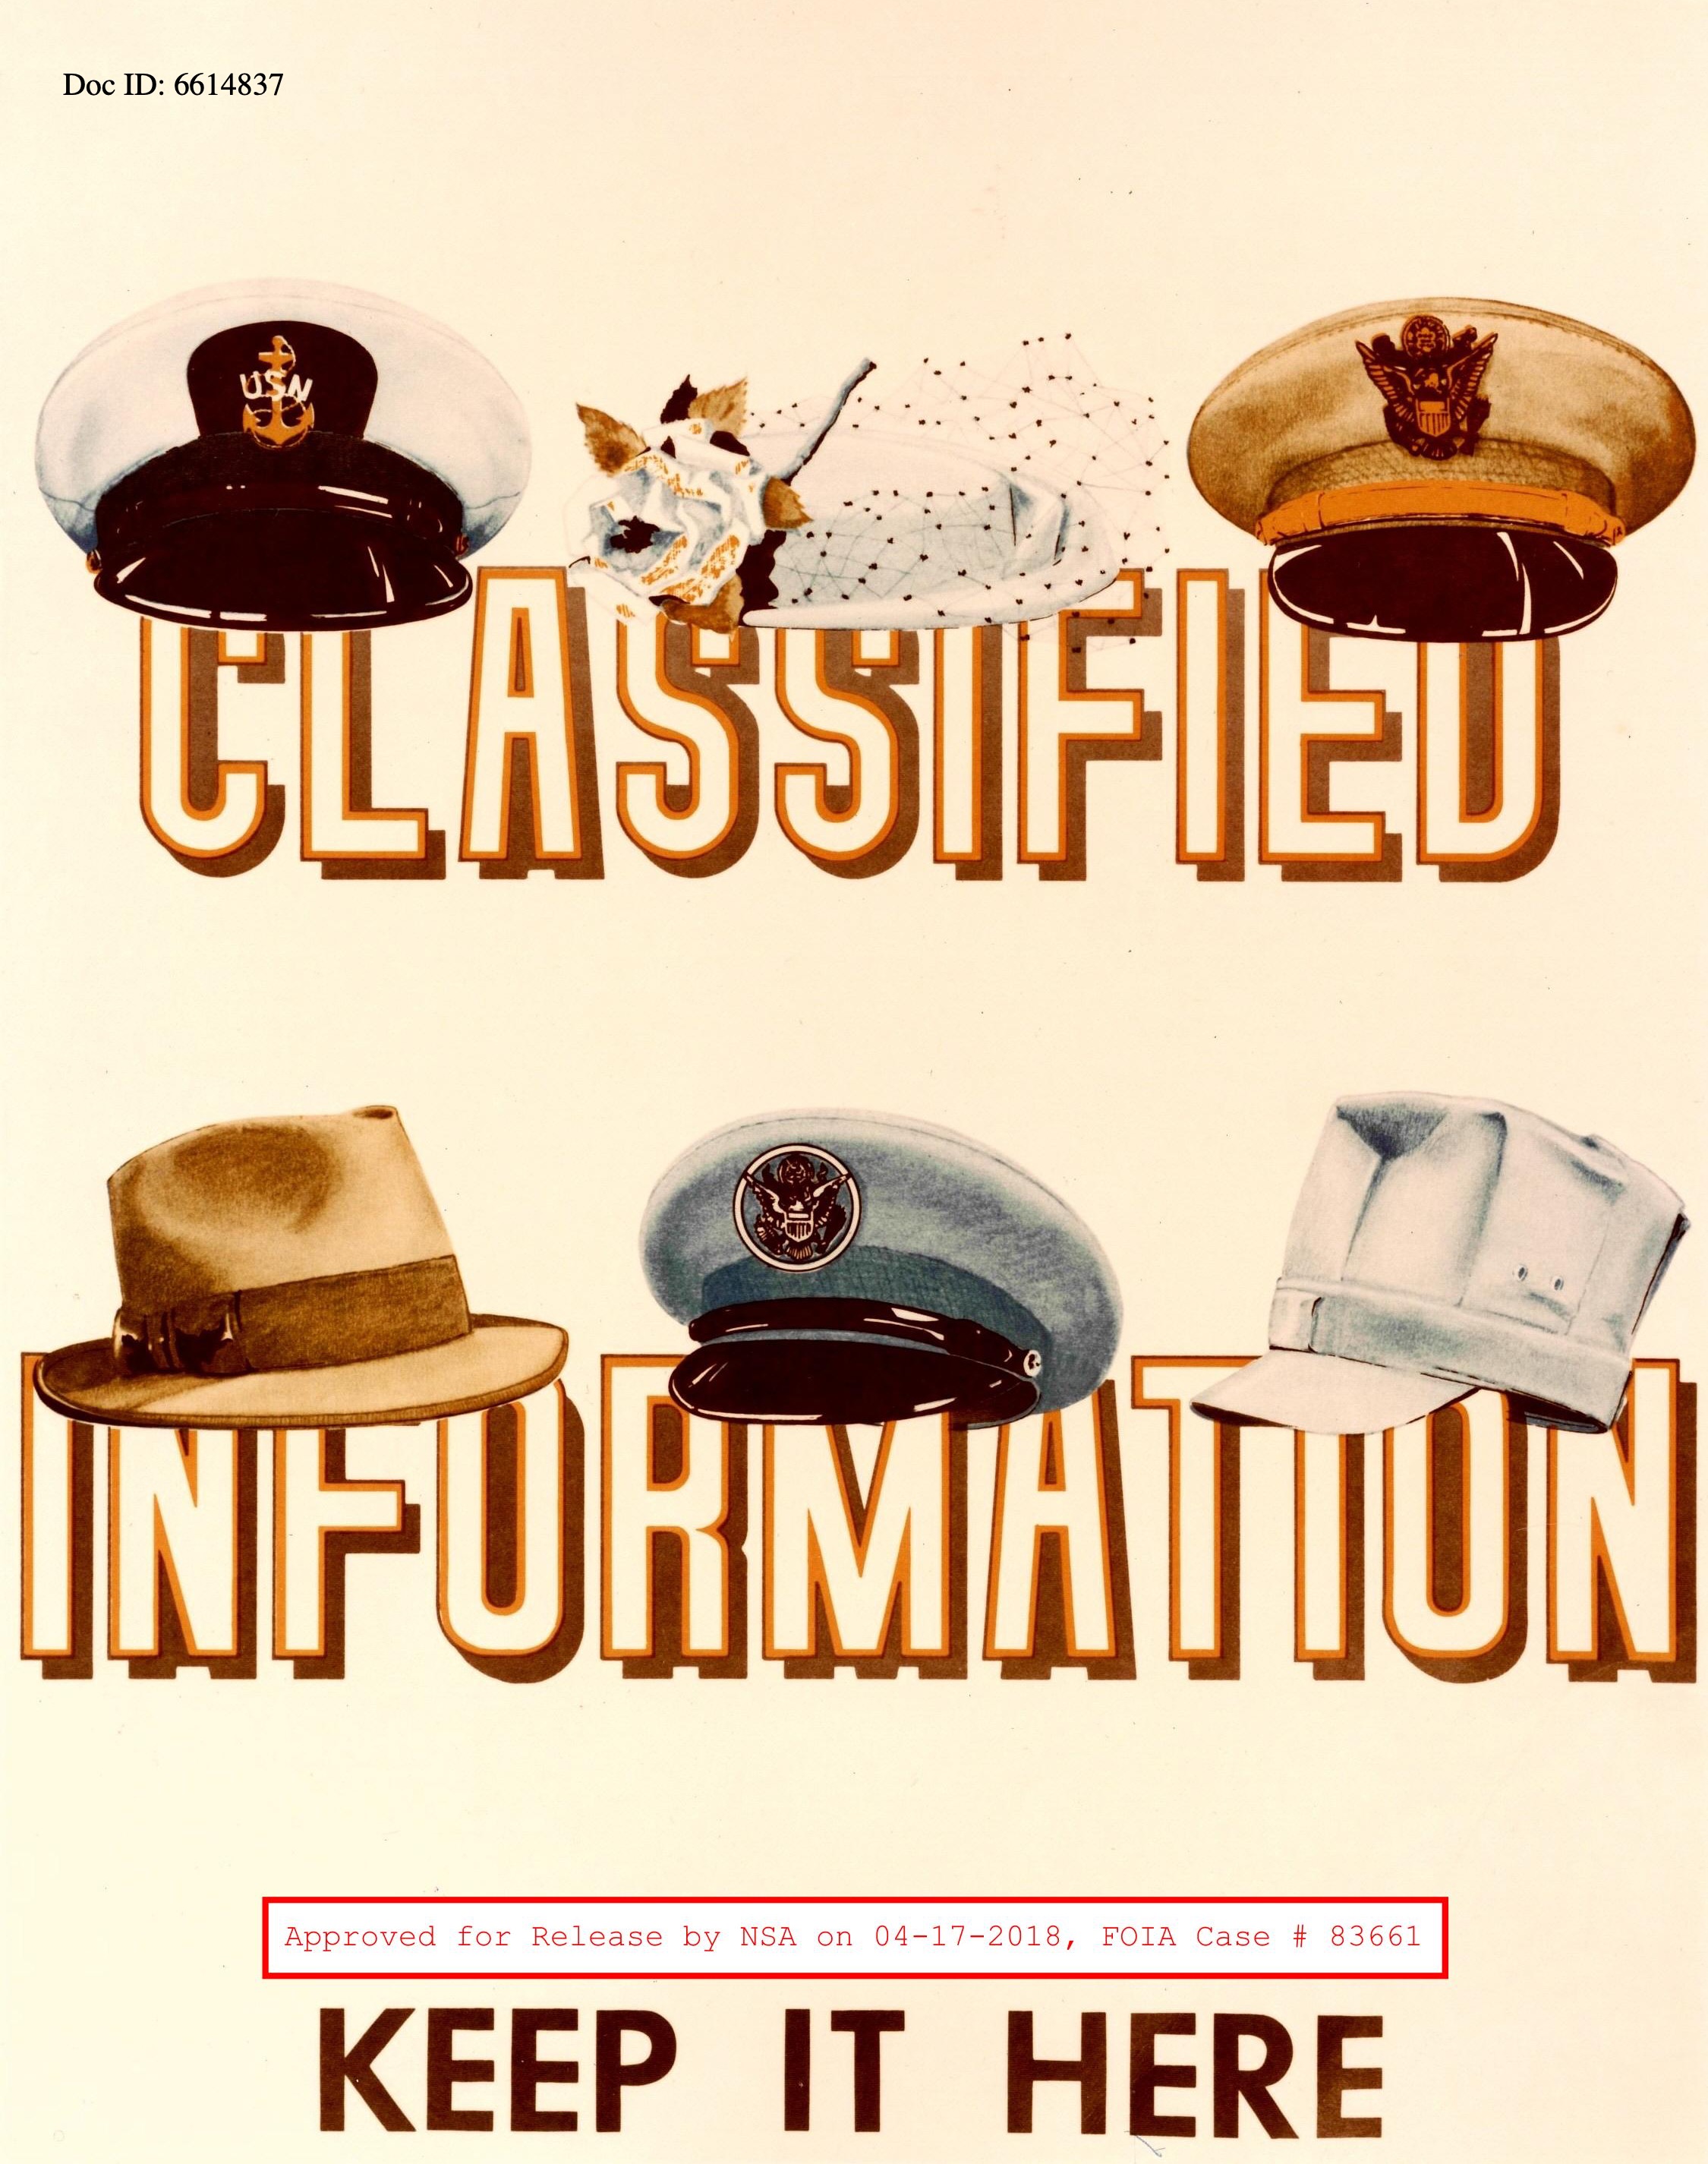 Doc ID: 6614837
USN
CLASSIFIED
INFORMATION
Approved for Release by NSA on 04-17-2018, FOIA Case # 83661
KEEP IT HERE